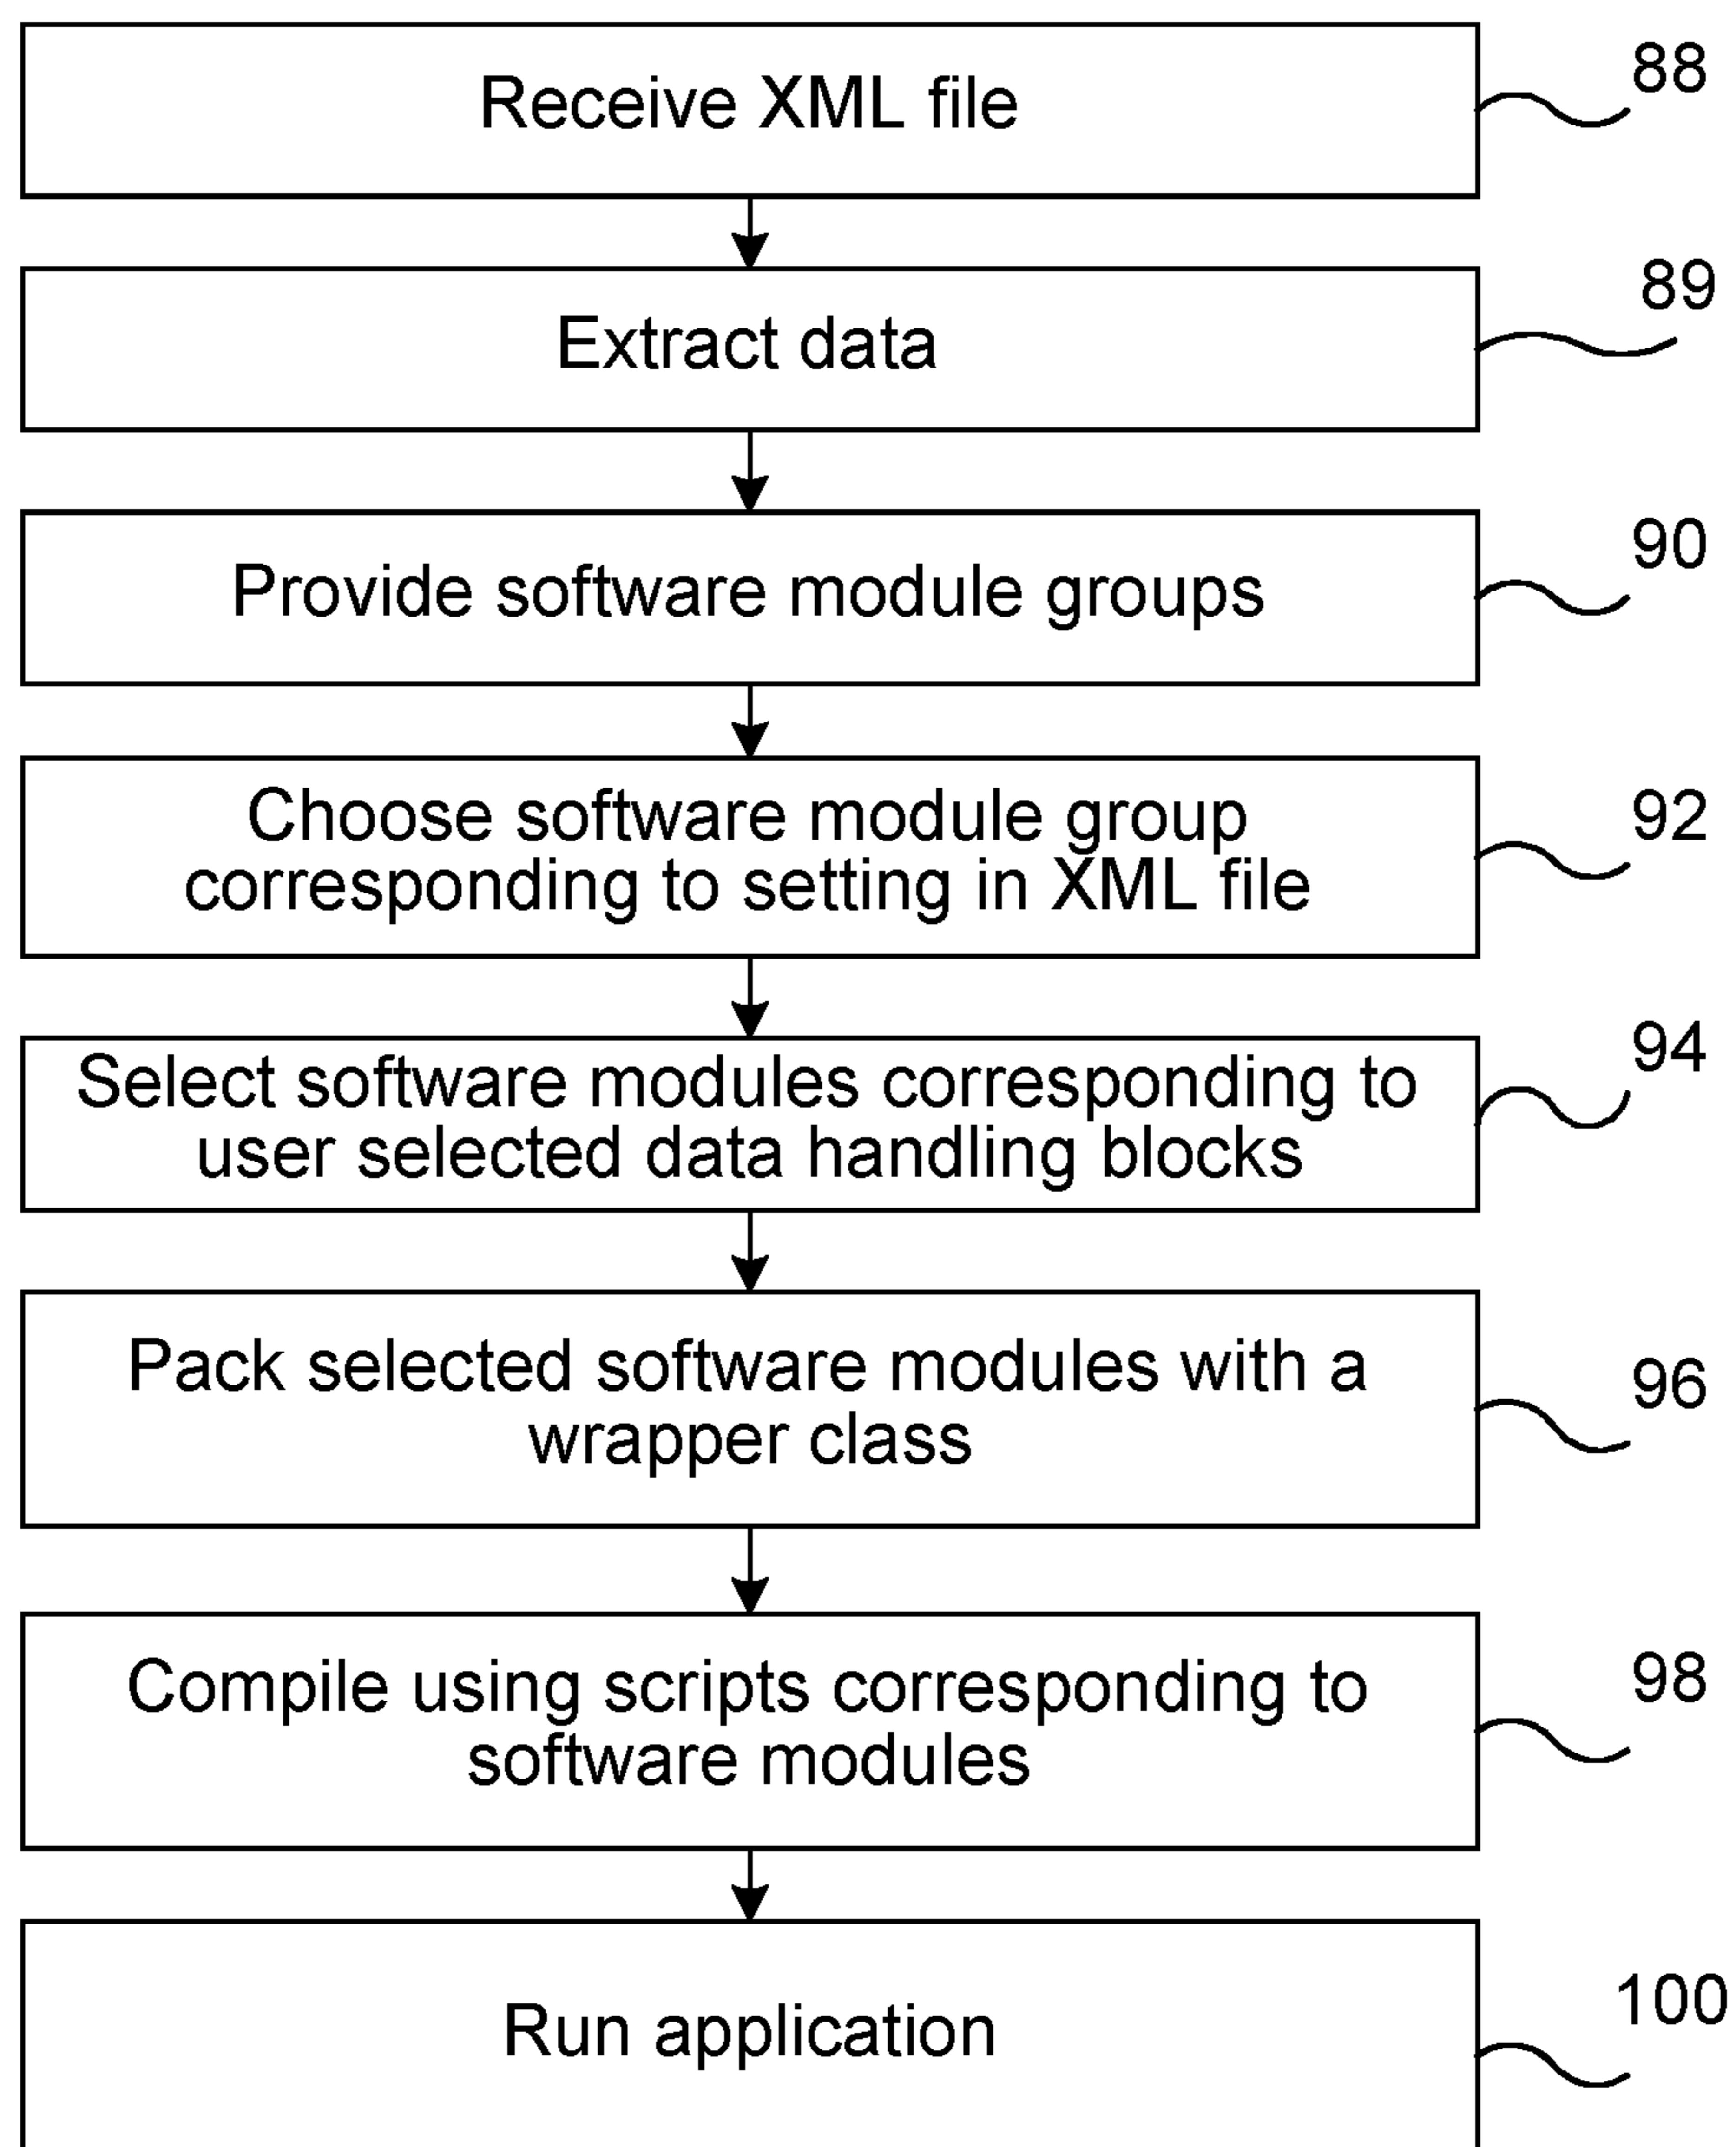 Receive XML file
88
Extract data
89
Provide software module groups
90
Choose software module group
corresponding to setting in XML file
92
Select software modules corresponding to
user selected data handling blocks
94
Pack selected software modules with a
wrapper class
96
Compile using scripts corresponding to
software modules
98
Run application
100